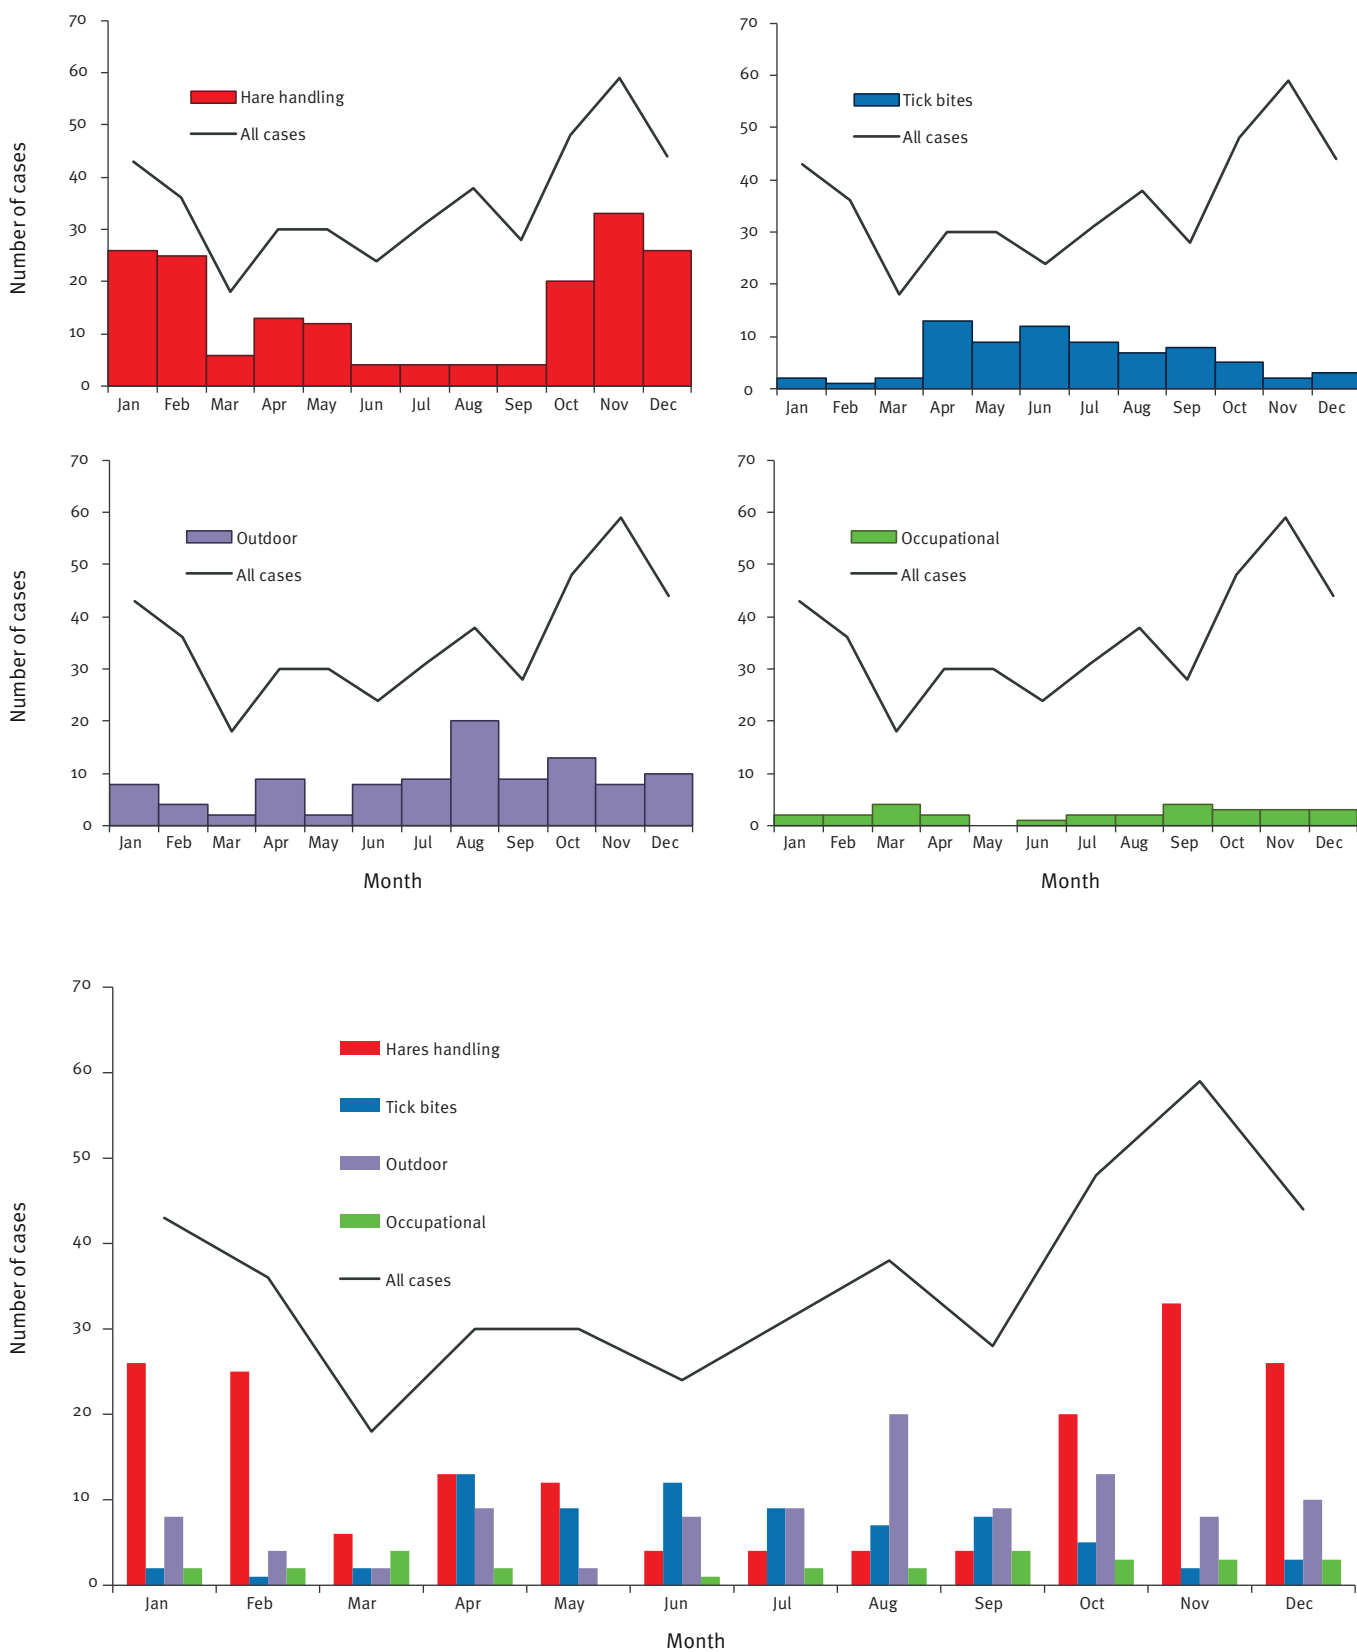 70
60
50
40
30
20
10
0
Number of cases
Hare handling
All cases
Jan Feb Mar Apr May Jun Jul Aug Sep Oct Nov Dec
70
60
50
40
30
20
10
0
Tick bites
All cases
Jan Feb Mar Apr May Jun Jul Aug Sep Oct Nov Dec
70
60
50
40
30
20
10
0
Number of cases
Outdoor
All cases
Jan Feb Mar Apr May Jun Jul Aug Sep Oct Nov Dec
Month
70
60
50
40
30
20
10
0
Occupational
All cases
Jan Feb Mar Apr May Jun Jul Aug Sep Oct Nov Dec
Month
70
60
50
40
30
20
10
0
Number of cases
Hares handling
Tick bites
Outdoor
Occupational
All cases
Jan Feb Mar Apr May Jun Jul Aug Sep Oct Nov Dec
Month